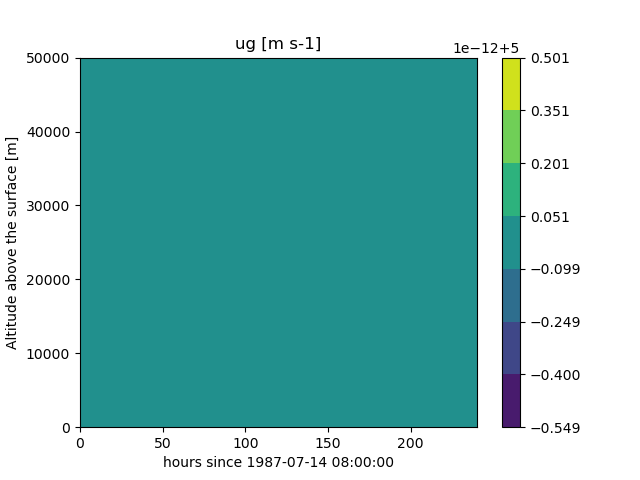 ug [m s-1]
1e−12+5
50000
40000
30000
20000
10000
0
Altitude above the surface [m]
0 50 100 150 200
hours since 1987-07-14 08:00:00
0.501
0.351
0.201
0.051
−0.099
−0.249
−0.400
−0.549